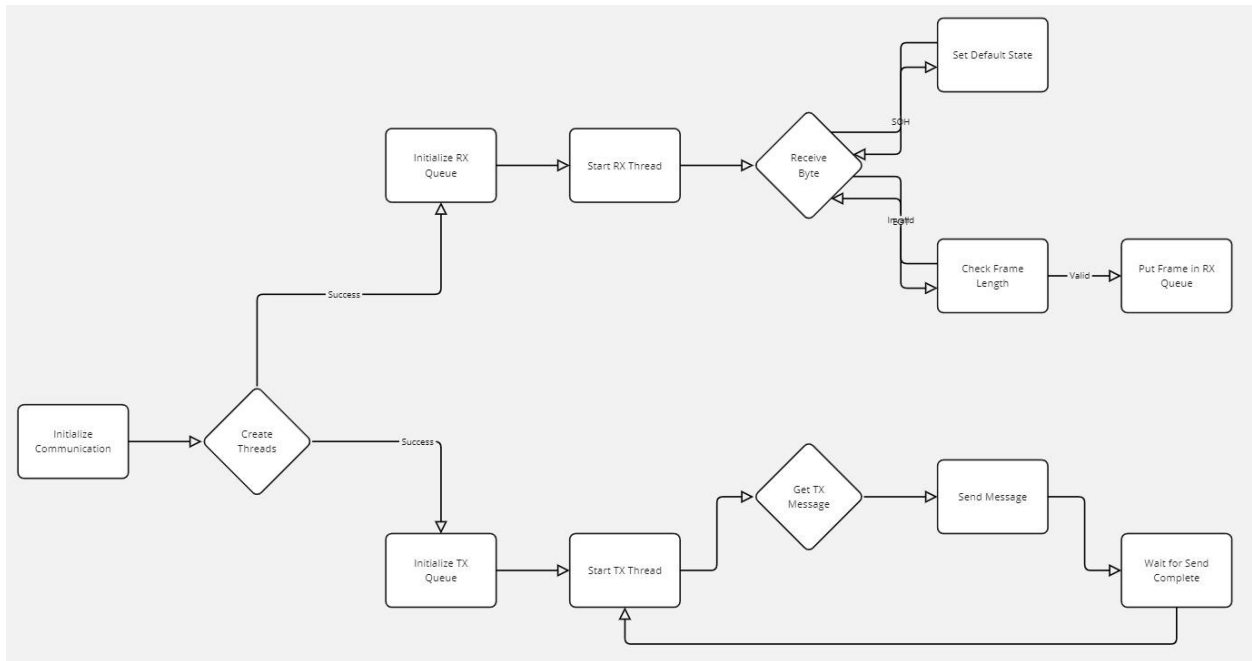 Set Default State
SOH
Initialize RX
Queue
Start RX Thread
Receive
Byte
Invalid
EOT
Check Frame
Length
Valid
Put Frame in RX
Queue
Success
Initialize
Communication
Create
Threads
Success
Get TX
Message
Send Message
Initialize TX
Queue
Start TX Thread
Wait for Send
Complete